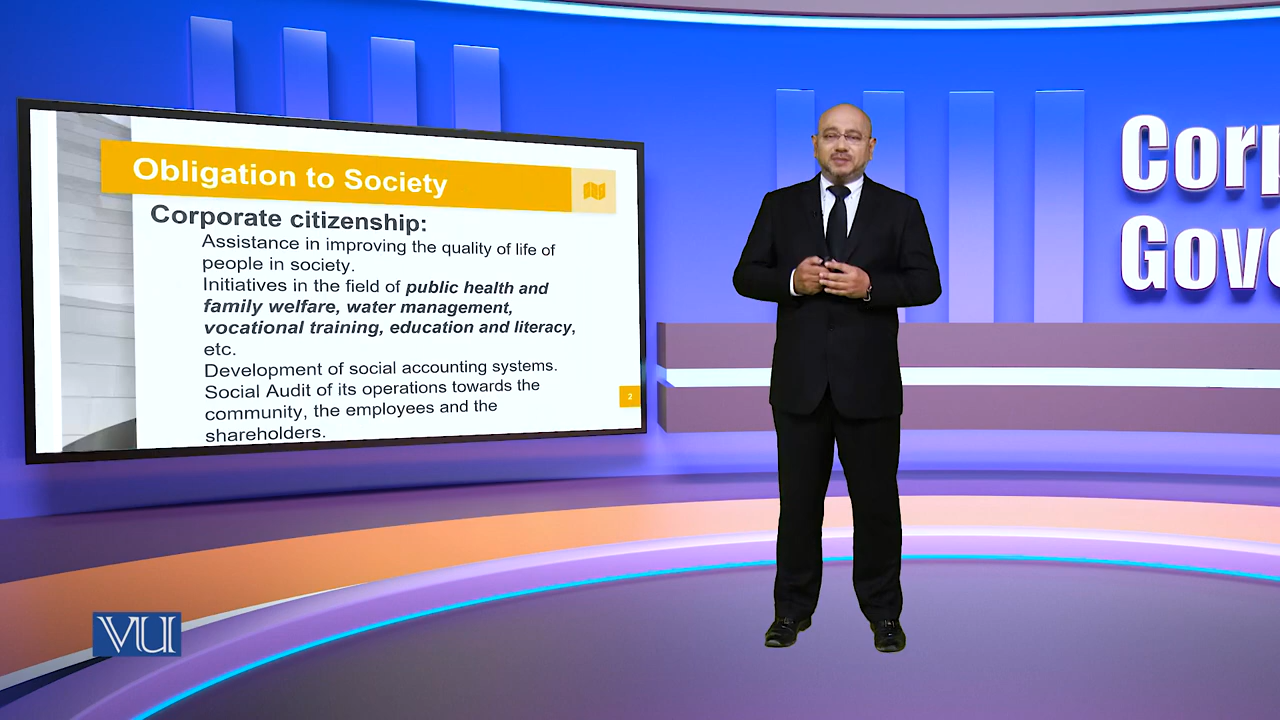 Obligation to Society
Corporate citizenship:
Assistance in improving the quality of life of
people in society.
Initiatives in the field of public health and
family welfare, water management,
vocational training, education and literacy,
etc.
Development of social accounting systems.
Social Audit of its operations towards the
community, the employees and the
shareholders.
2
Corp
Gove
VU